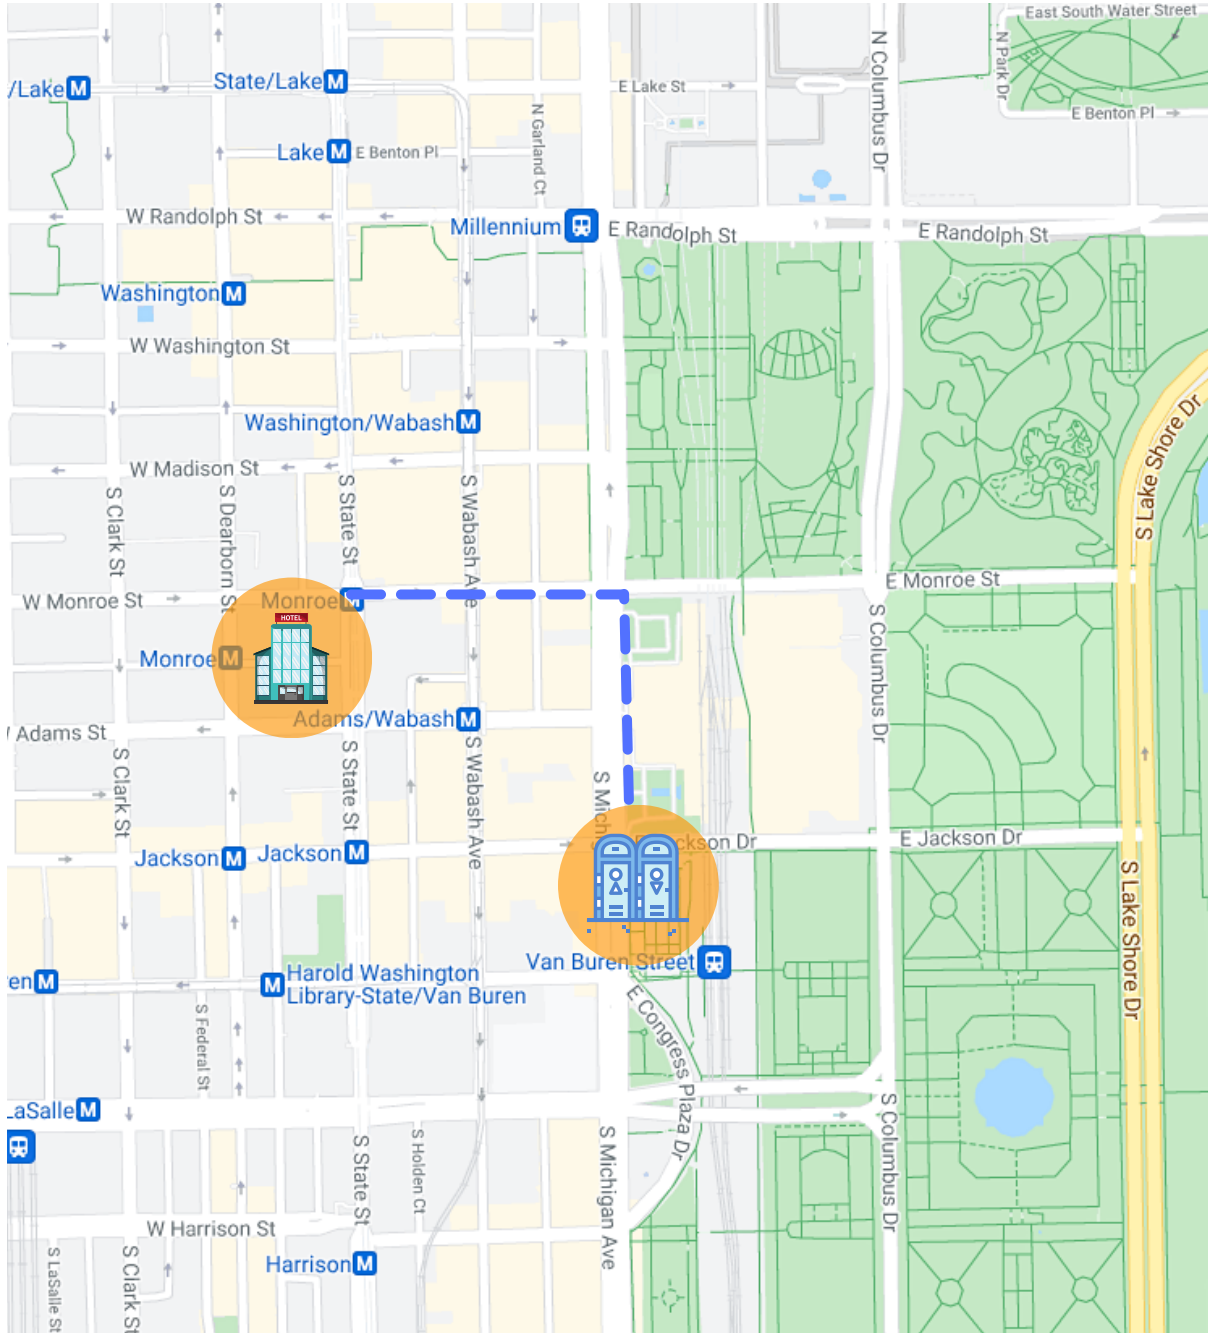 East South Water Street
N Columbus Dr
N Park Dr
/Lake M
State/Lake M
E Lake St
N Garland Ct
E Benton Pl
Lake M
E Benton Pl
W Randolph St
Millennium
E Randolph St
E Randolph St
Washington M
W Washington St
S Lake Shore Dr
Washington/Wabash M
W Madison St
S Clark St
S Dearborn St
S State St
S Wabash Ave
W Monroe St
Monroe M
E Monroe St
HOTEL
S Columbus Dr
Monroe M
Adams St
Adams/Wabash M
S Clark St
S State St
S Wabash Ave
S Mich
Jackson M
Jackson M
ckson Dr
E Jackson Dr
S Lake Shore Dr
Van Buren Street
en M
Harold Washington
Library-State/Van Buren
M
S Federal St
E Congress Plaza Dr
LaSalle M
S Columbus Dr
S State St
S Holden Ct
S Michigan Ave
W Harrison St
S LaSalle St
S Clark St
Harrison M